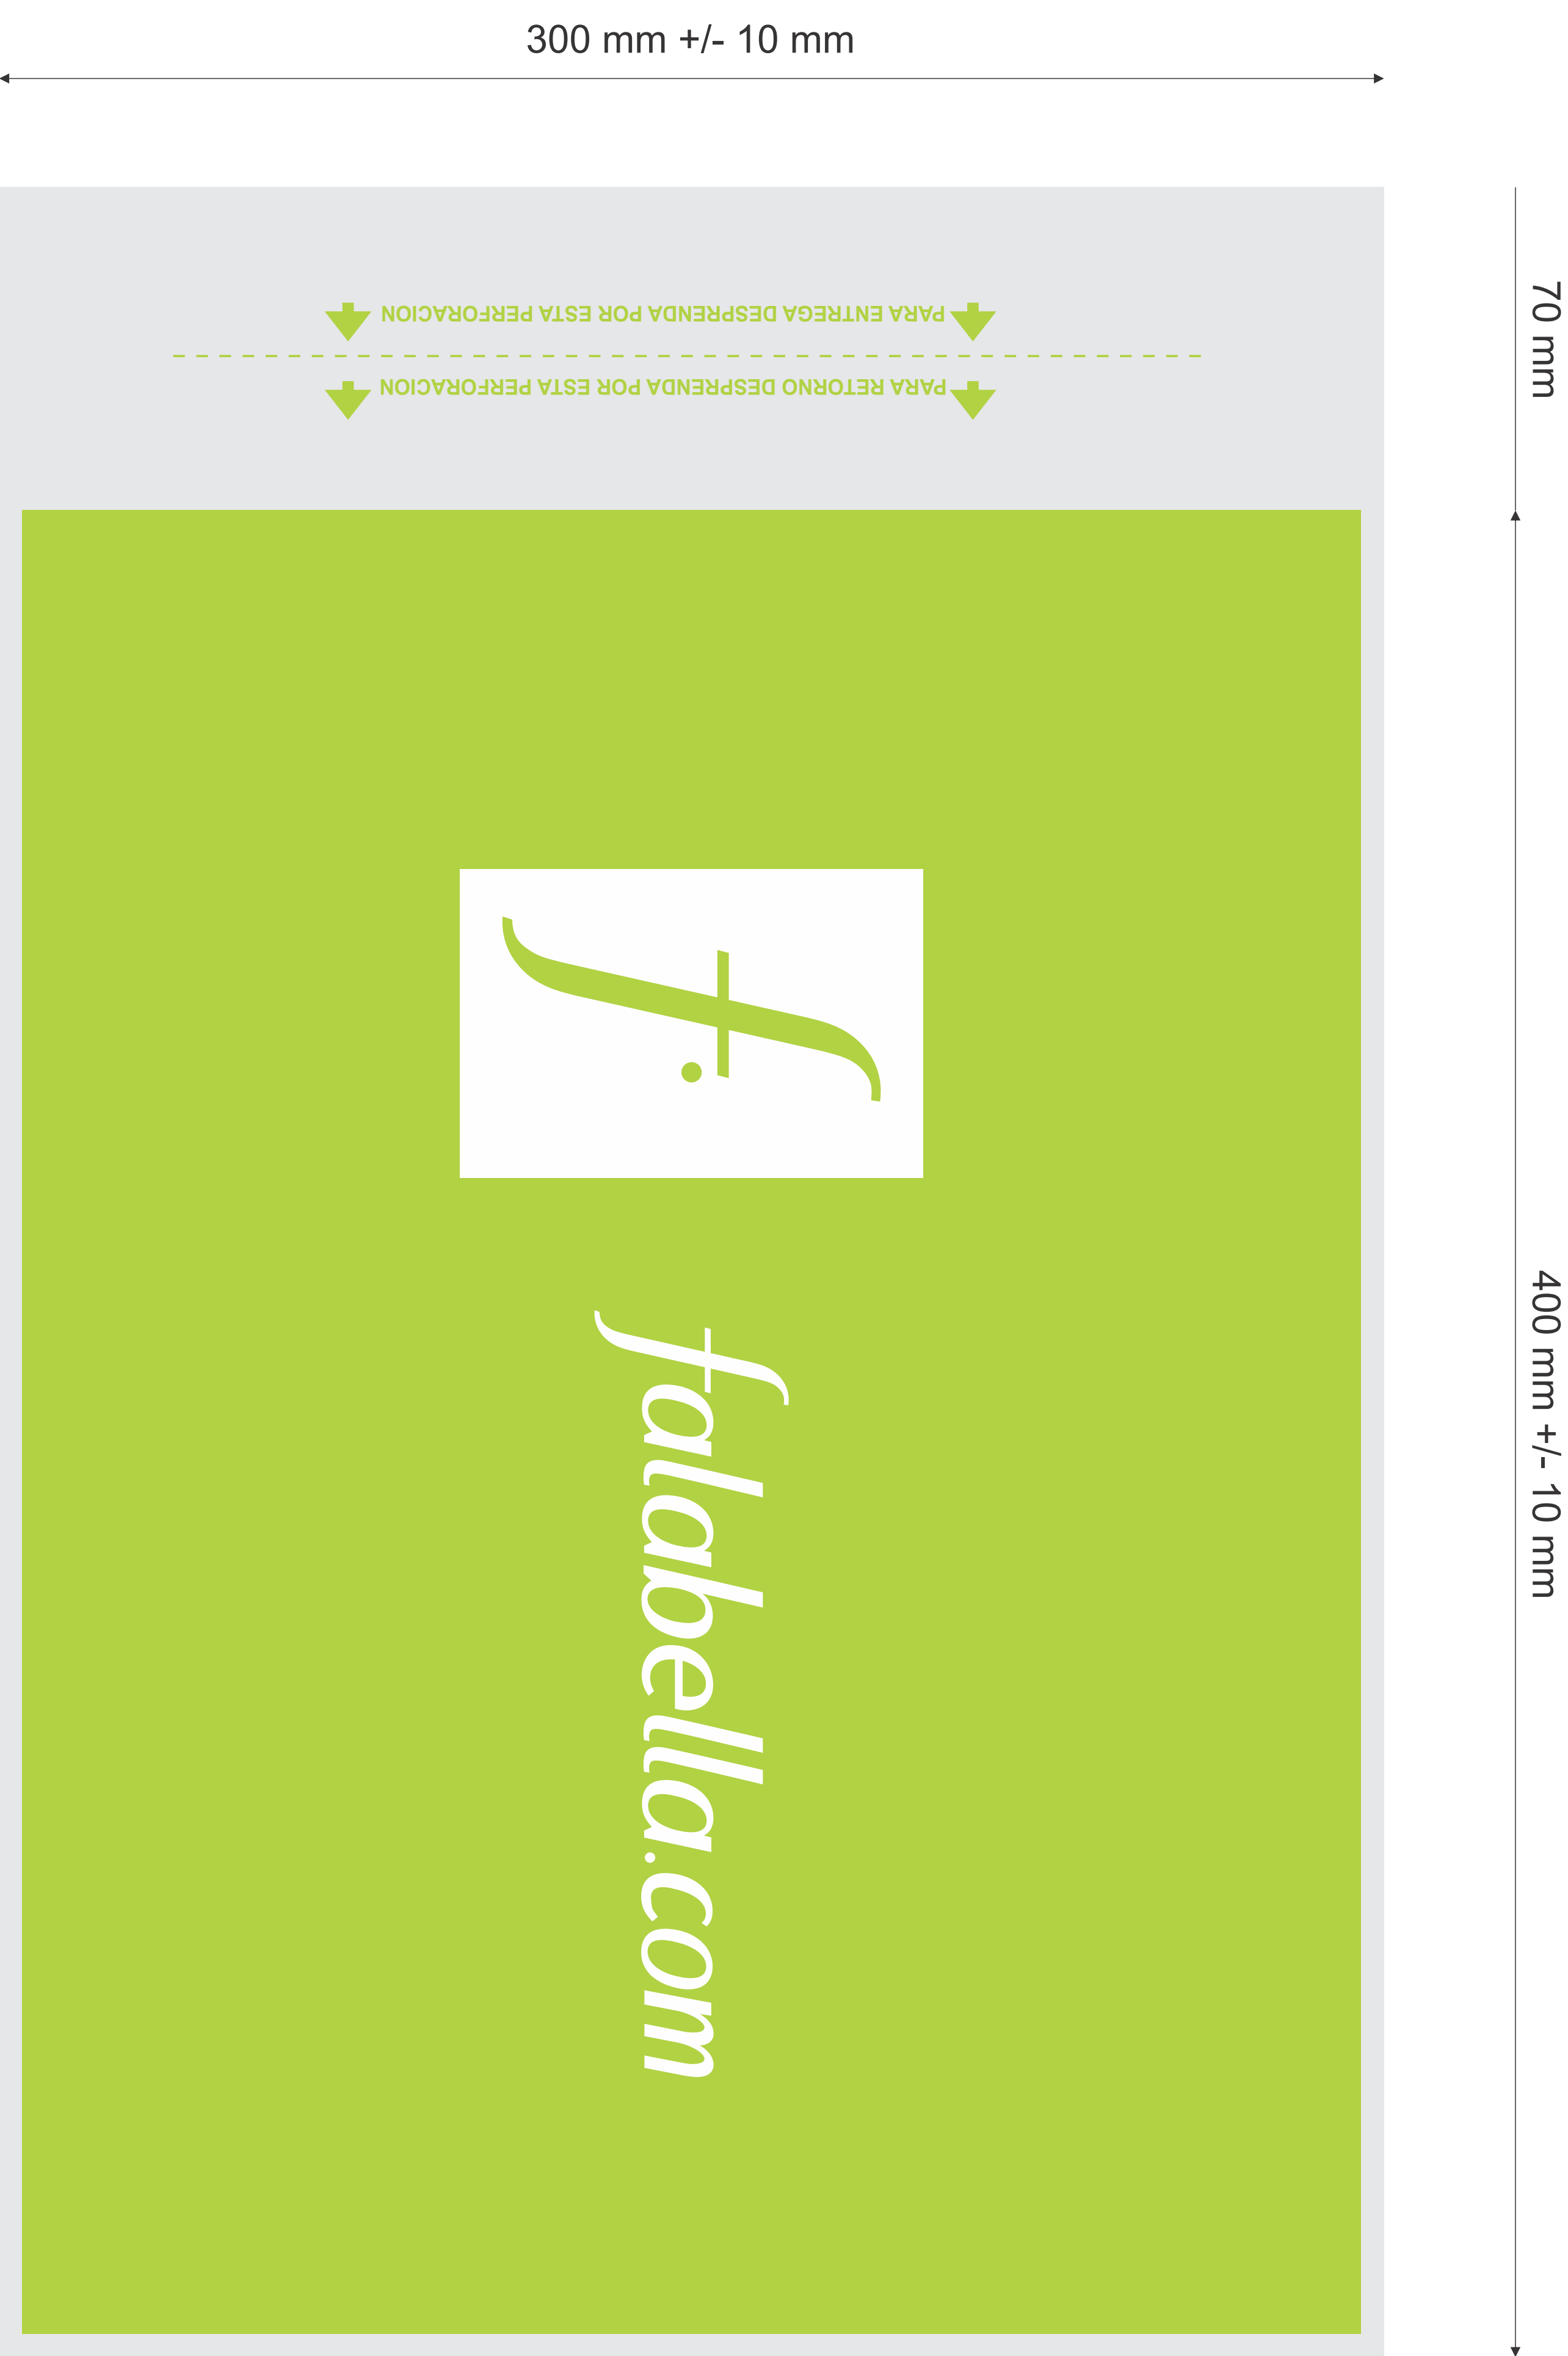 300 mm +/- 10 mm
70 mm
PARA ENTREGA DESPRENDA POR ESTA PERFORACION
PARA RETORNO DESPRENDA POR ESTA PERFORACION
f.
falabella.com
400 mm +/- 10 mm